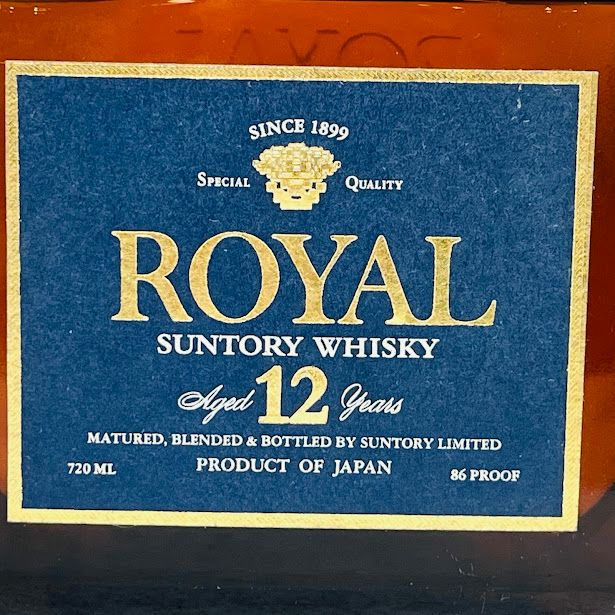 SINCE 1899
SPECIAL QUALITY
ROYAL
SUNTORY WHISKY
Aged 12 Years
MATURED, BLENDED & BOTTLED BY SUNTORY LIMITED
720 ML PRODUCT OF JAPAN 86 PROOF